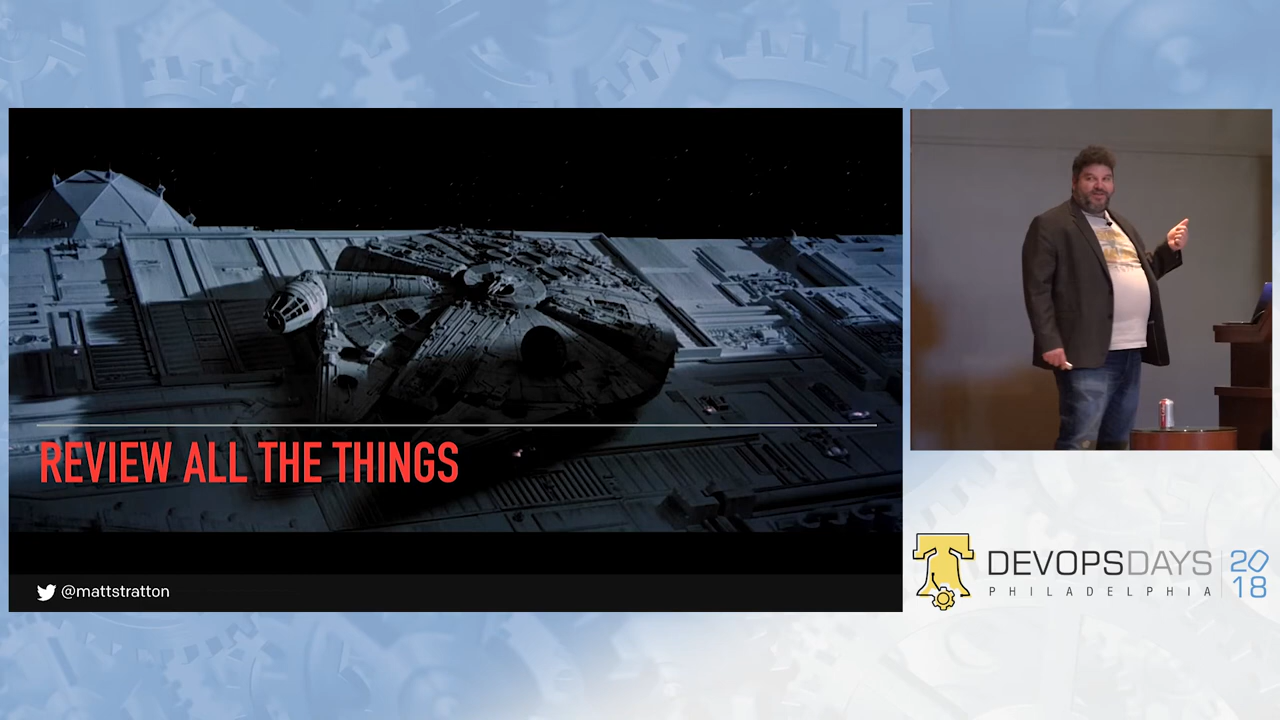 REVIEW ALL THE THINGS
@mattstratton
DEVOPSDAYS
PHILADELPHIA
20
18